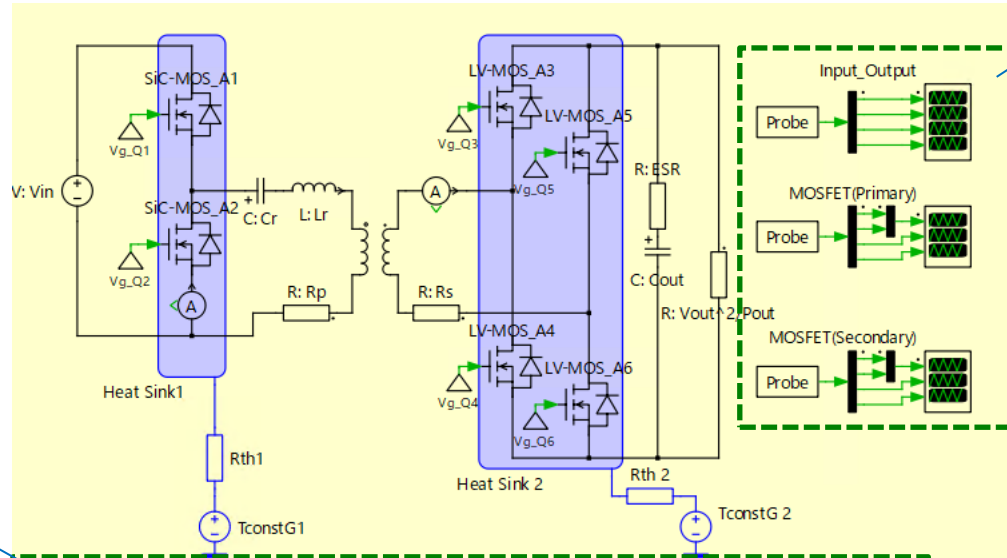 SiC-MOS_A1
Vg_Q1
V: Vin
SiC-MOS_A2
Vg_Q2
A
C: Cr
L: Lr
R: Rp
Heat Sink1
Rth1
TconstG1
A
R: Rs
LV-MOS_A3
Vg_Q3
LV-MOS_A5
Vg_Q5
LV-MOS_A4
Vg_Q4
LV-MOS_A6
Vg_Q6
Heat Sink 2
Rth 2
TconstG 2
R: ESR
C: Cout
R: Vout^2/Pout
Input_Output
Probe
MOSFET(Primary)
Probe
MOSFET(Secondary)
Probe